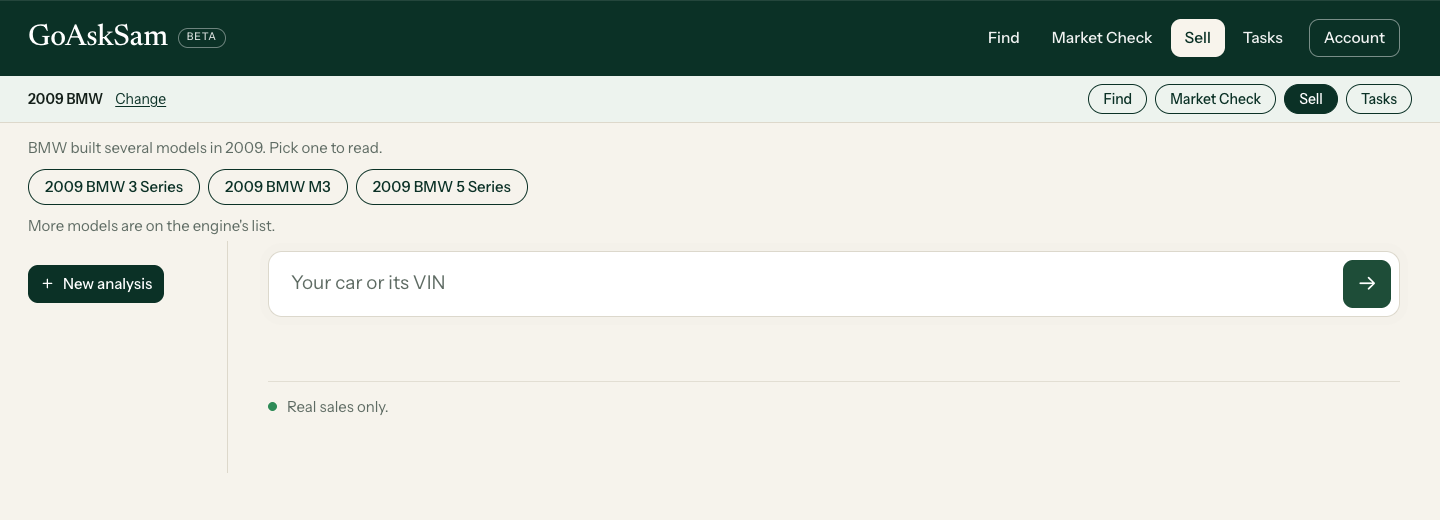 GoAskSam BETA Find Market Check Sell Tasks Account
2009 BMW Change Find Market Check Sell Tasks
BMW built several models in 2009. Pick one to read.
2009 BMW 3 Series 2009 BMW M3 2009 BMW 5 Series
More models are on the engine's list.
+ New analysis
Your car or its VIN
Real sales only.